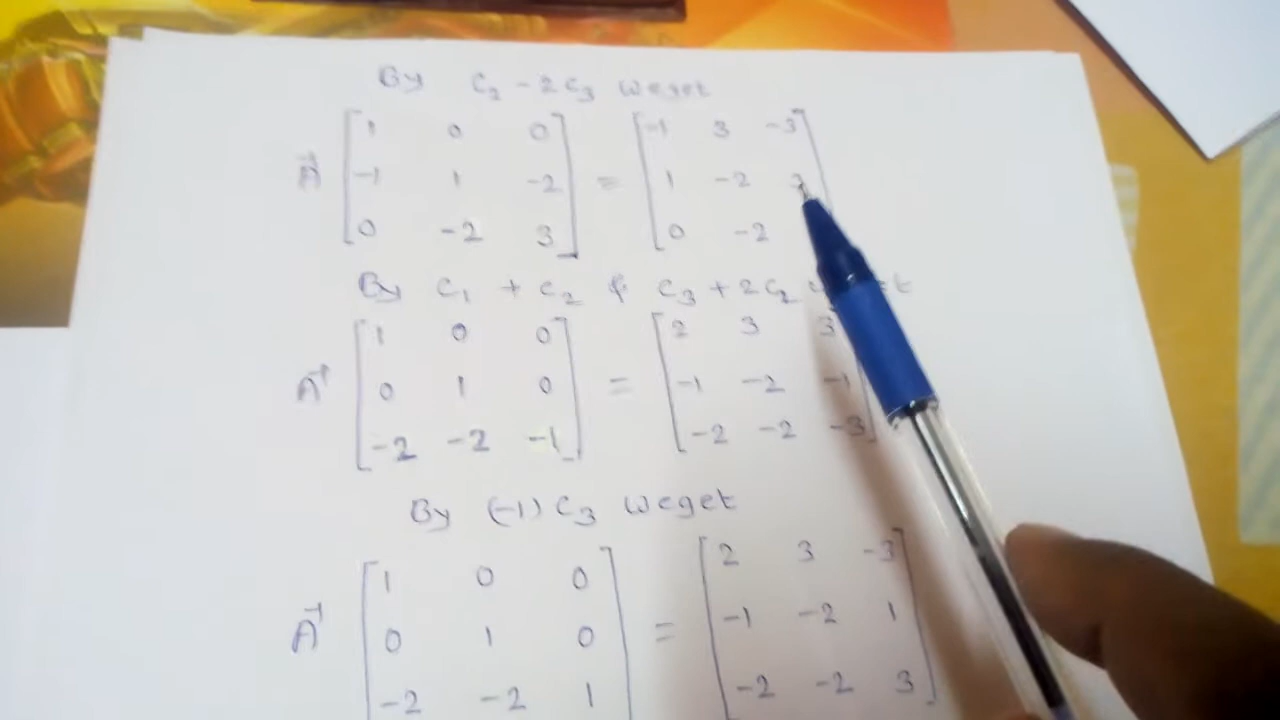 By C₂ - 2C₃ We get
A⁻¹ [1 0 0] = [-1 3 -3]
[-1 1 -2] [1 -2 3]
[0 -2 3] [0 -2
By C₁ + C₂ & C₃ + 2C₂
A⁻¹ [1 0 0] = [2 3 3]
[0 1 0] [-1 -2 -1]
[-2 -2 -1] [-2 -2 -3]
By (-1) C₃ We get
A⁻¹ [1 0 0] = [2 3 -3]
[0 1 0] [-1 -2 1]
[-2 -2 1 [-2 -2 3]